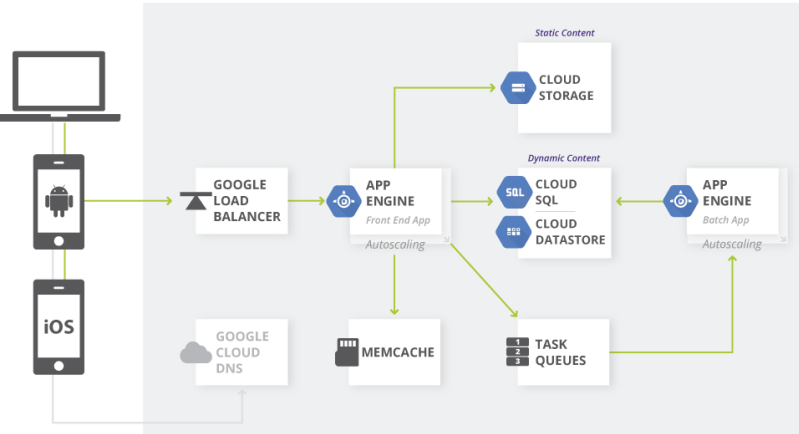 Static Content
CLOUD
STORAGE
Dynamic Content
GOOGLE
LOAD
BALANCER
APP
ENGINE
Front End App
Autoscaling
SQL
CLOUD
SQL
CLOUD
DATASTORE
APP
ENGINE
Batch App
Autoscaling
iOS
GOOGLE
CLOUD
DNS
MEMCACHE
1
2
3
TASK
QUEUES